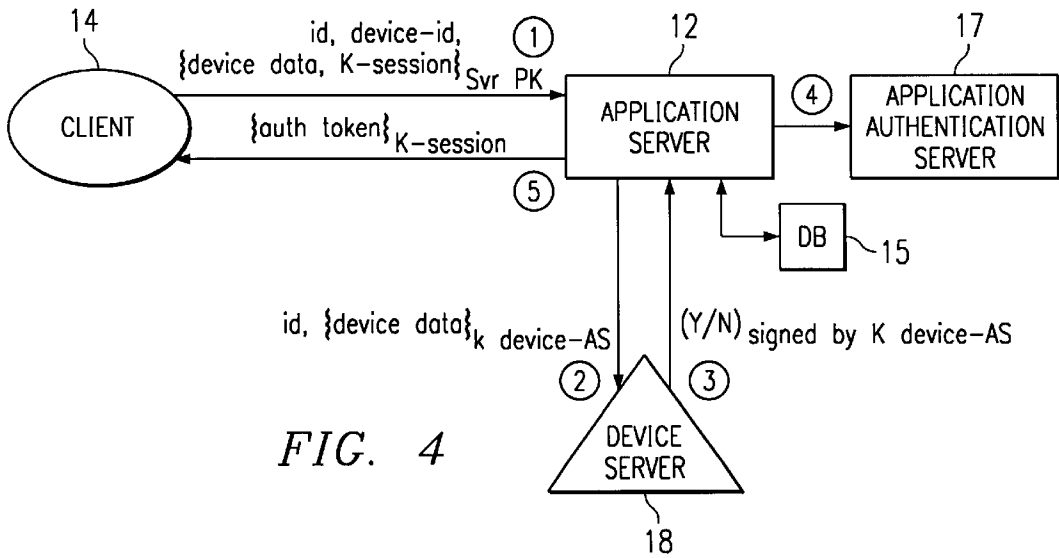 14
id, device-id,
{device data, K-session} Svr PK
1
12
17
CLIENT
{auth token} K-session
5
APPLICATION
SERVER
4
APPLICATION
AUTHENTICATION
SERVER
DB
15
id, {device data} k device-AS
(Y/N) signed by K device-AS
2
3
DEVICE
SERVER
18
FIG. 4